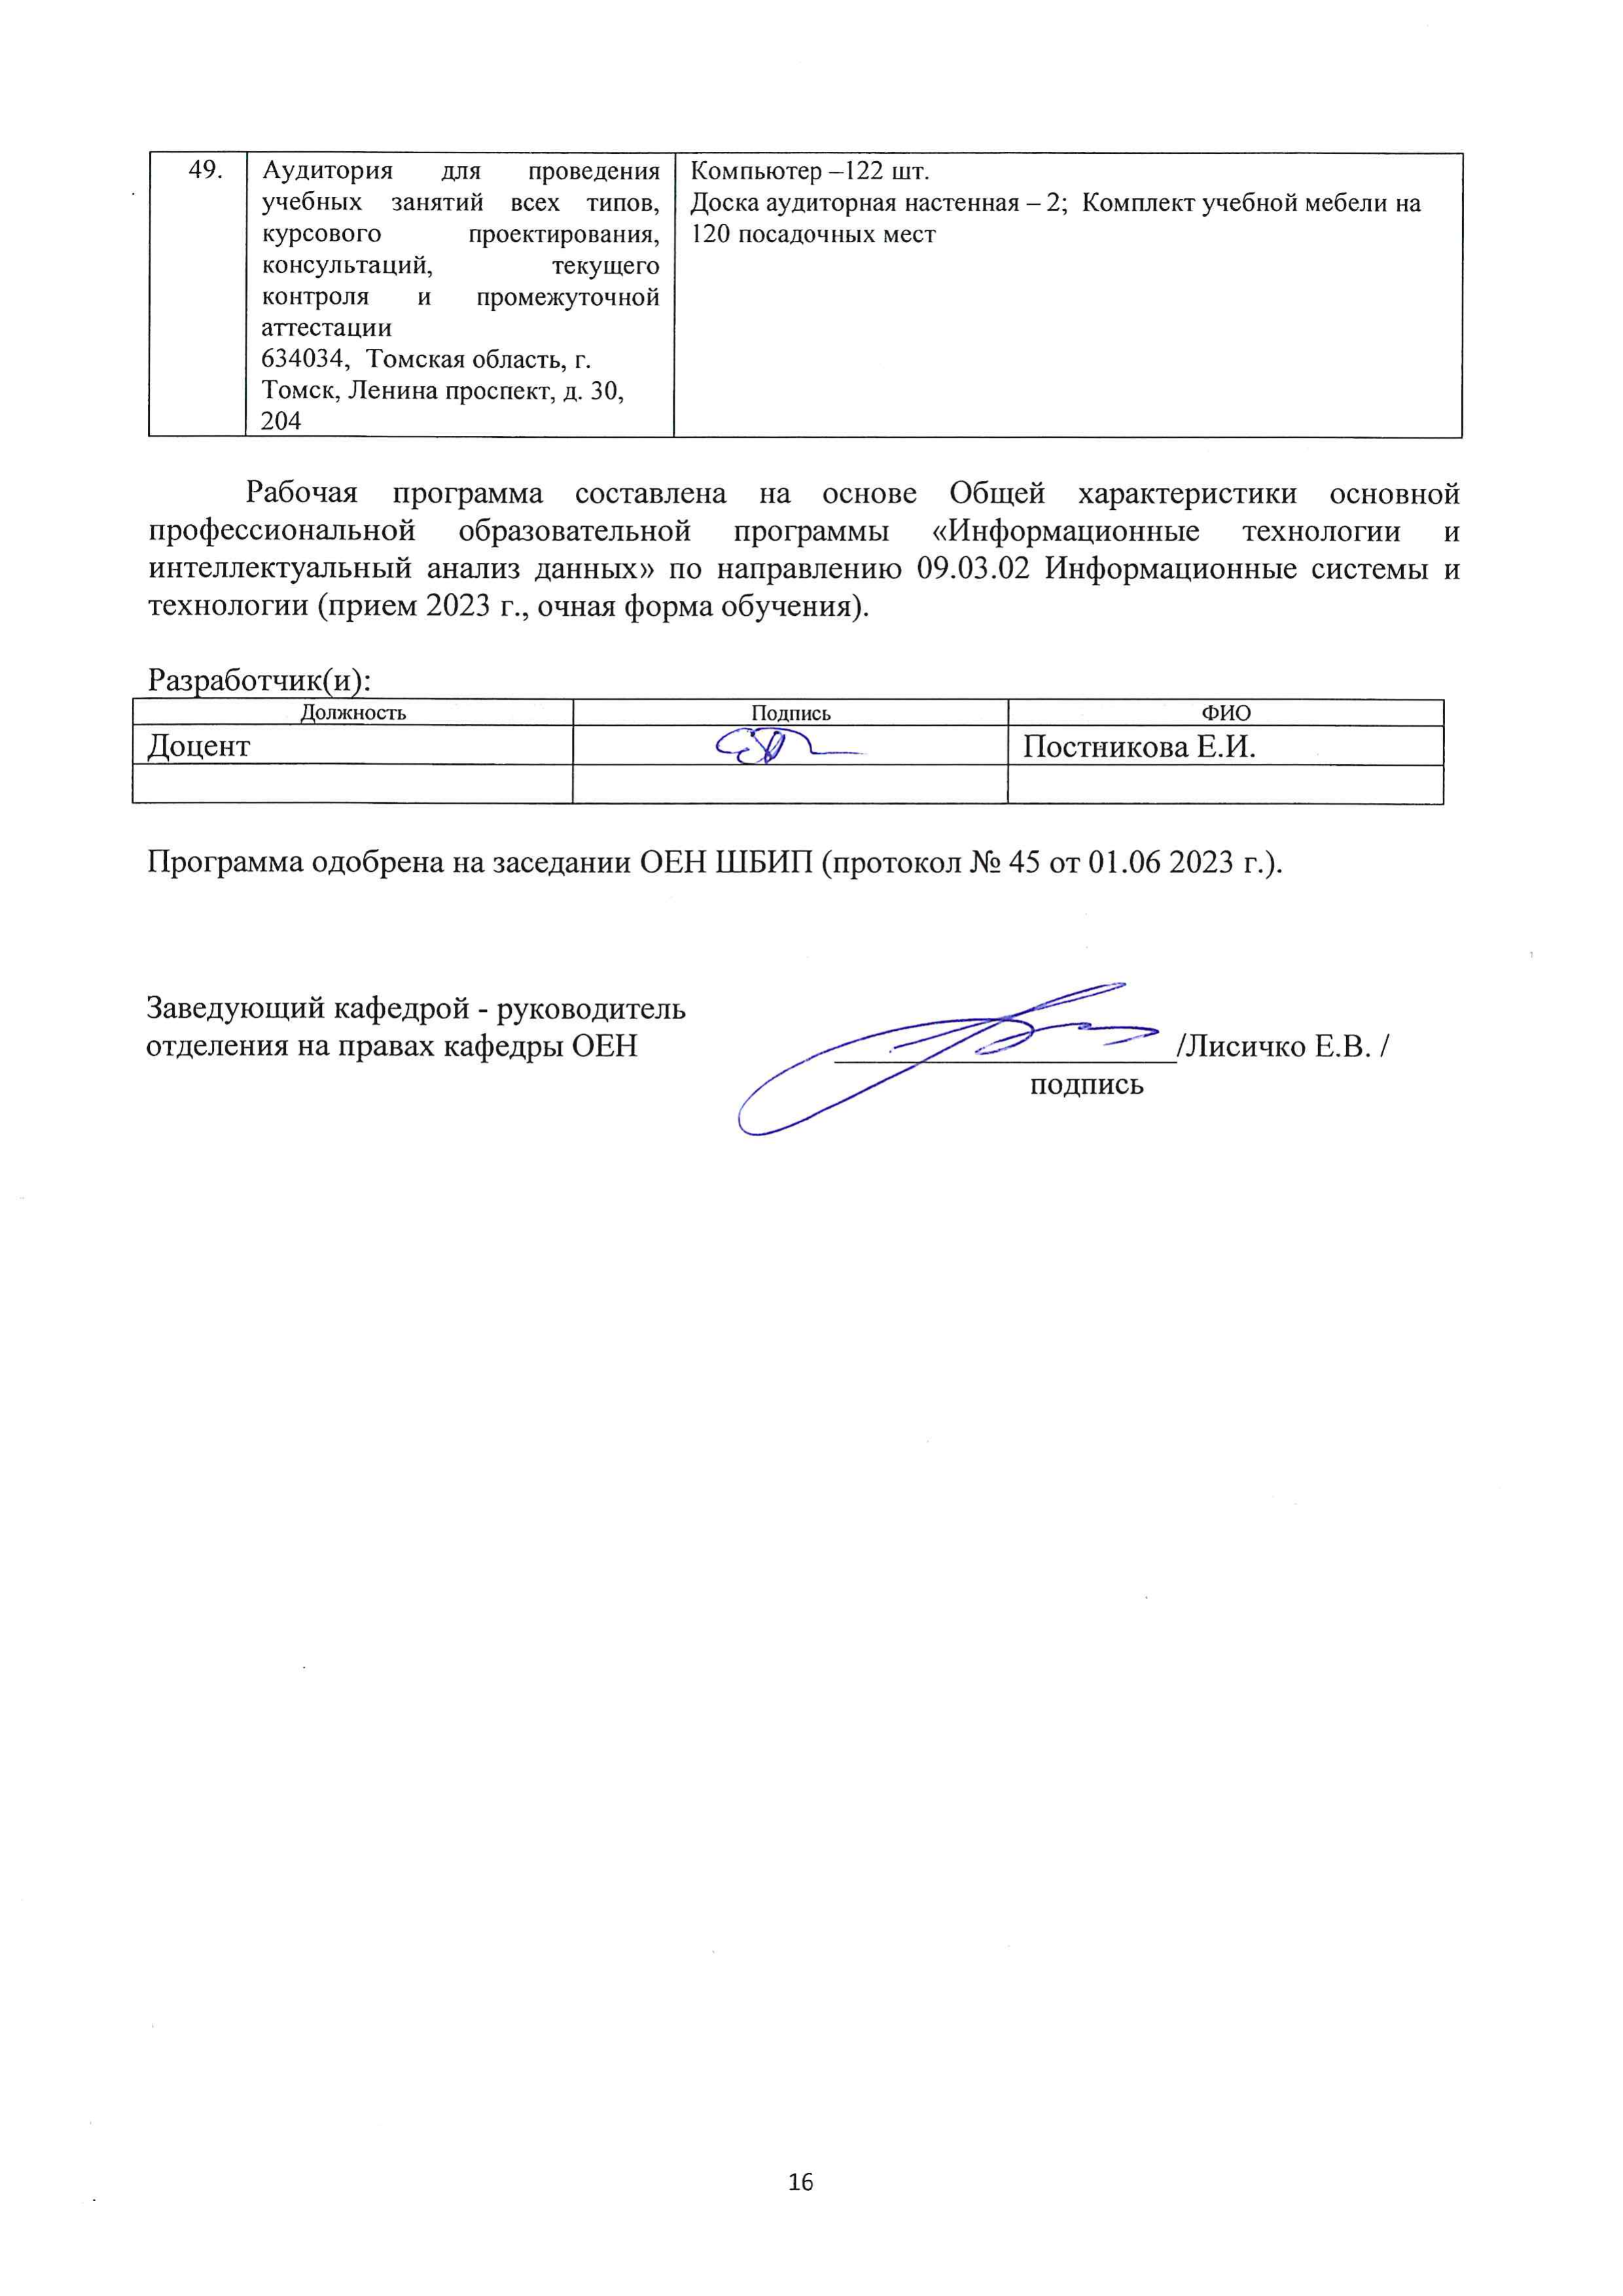 49.
Аудитория для проведения
учебных занятий всех типов,
курсового проектирования,
консультаций, текущего
контроля и промежуточной
аттестации
634034, Томская область, г.
Томск, Ленина проспект, д. 30,
204
Компьютер –122 шт.
Доска аудиторная настенная – 2; Комплект учебной мебели на
120 посадочных мест
Рабочая программа составлена на основе Общей характеристики основной
профессиональной образовательной программы «Информационные технологии и
интеллектуальный анализ данных» по направлению 09.03.02 Информационные системы и
технологии (прием 2023 г., очная форма обучения).
Разработчик(и):
Должность Подпись ФИО
Доцент Постникова Е.И.
Программа одобрена на заседании ОЕН ШБИП (протокол № 45 от 01.06 2023 г.).
Заведующий кафедрой - руководитель
отделения на правах кафедры ОЕН /Лисичко Е.В. /
подпись
16